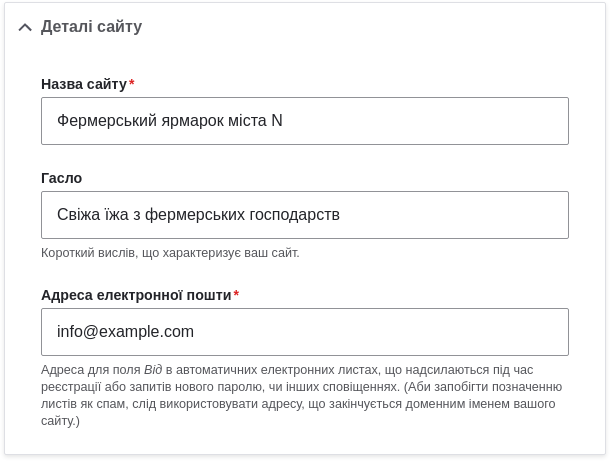 Деталі сайту
Назва сайту*
Фермерський ярмарок міста N
Гасло
Свіжа їжа з фермерських господарств
Короткий вислів, що характеризує ваш сайт.
Адреса електронної пошти*
info@example.com
Адреса для поля Від в автоматичних електронних листах, що надсилаються під час
реєстрації або запитів нового паролю, чи інших сповіщеннях. (Аби запобігти позначенню
листів як спам, слід використовувати адресу, що закінчується доменним іменем вашого
сайту.)